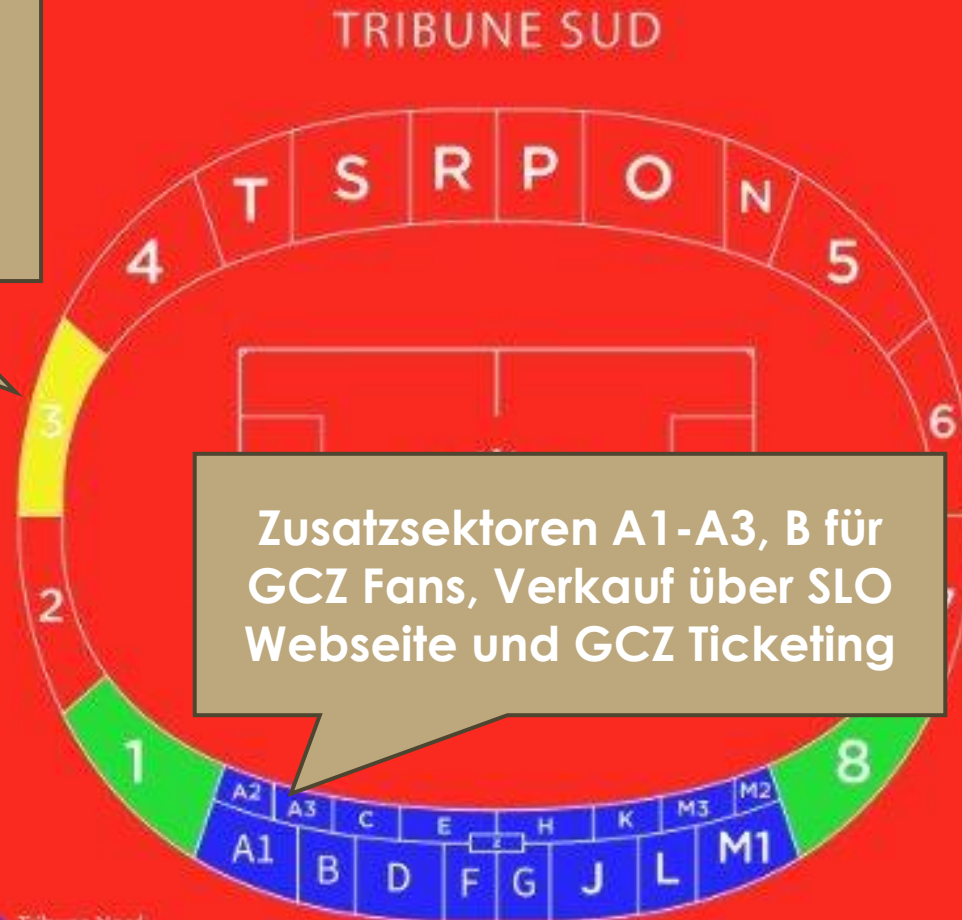 TRIBUNE SUD
T S R P O N
4 5
3 6
Zusatzsektoren A1-A3, B für
GCZ Fans, Verkauf über SLO
Webseite und GCZ Ticketing
2
1 8
A2 A3 C E H K M3 M2
Z
A1 B D F G J L M1